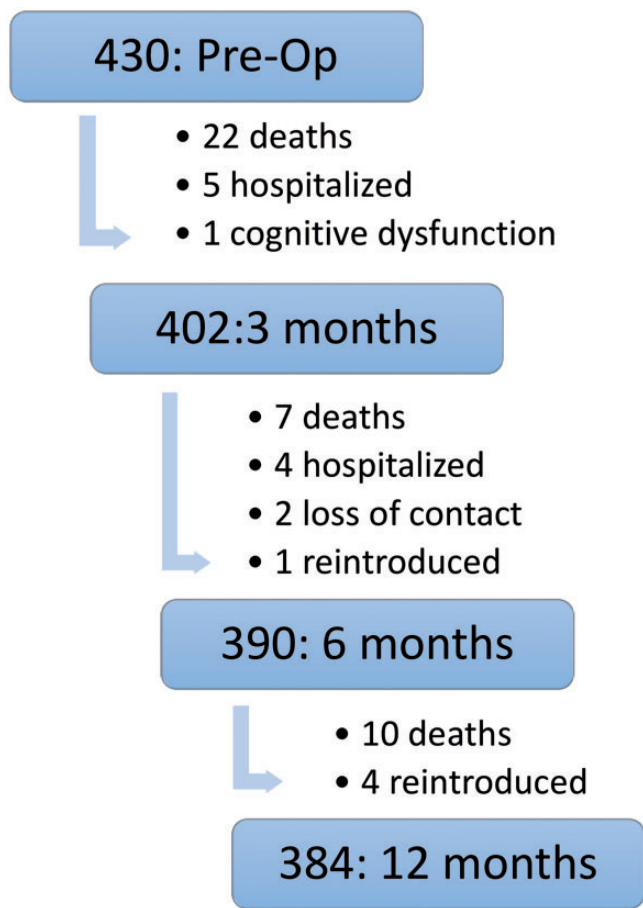 430: Pre-Op
• 22 deaths
• 5 hospitalized
• 1 cognitive dysfunction
402:3 months
• 7 deaths
• 4 hospitalized
• 2 loss of contact
• 1 reintroduced
390: 6 months
• 10 deaths
• 4 reintroduced
384: 12 months